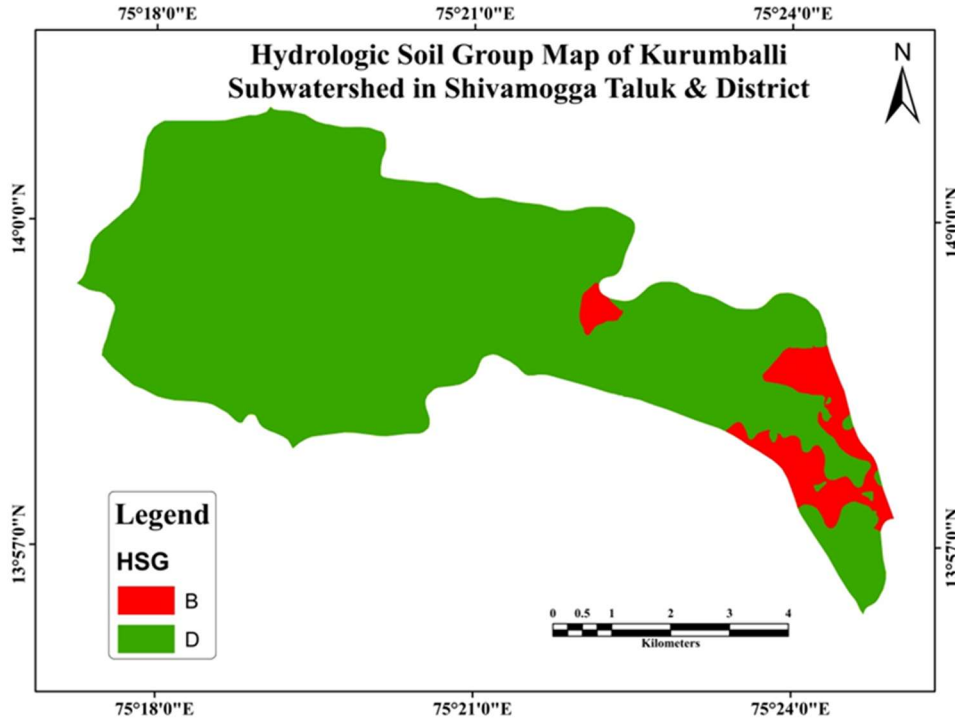 75°18'0"E 75°21'0"E 75°24'0"E
Hydrologic Soil Group Map of Kurumballi
Subwatershed in Shivamogga Taluk & District
N
14°0'0"N 14°0'0"N
13°57'0"N 13°57'0"N
Legend
HSG
B
D
0 0.5 1 2 3 4
Kilometers
75°18'0"E 75°21'0"E 75°24'0"E